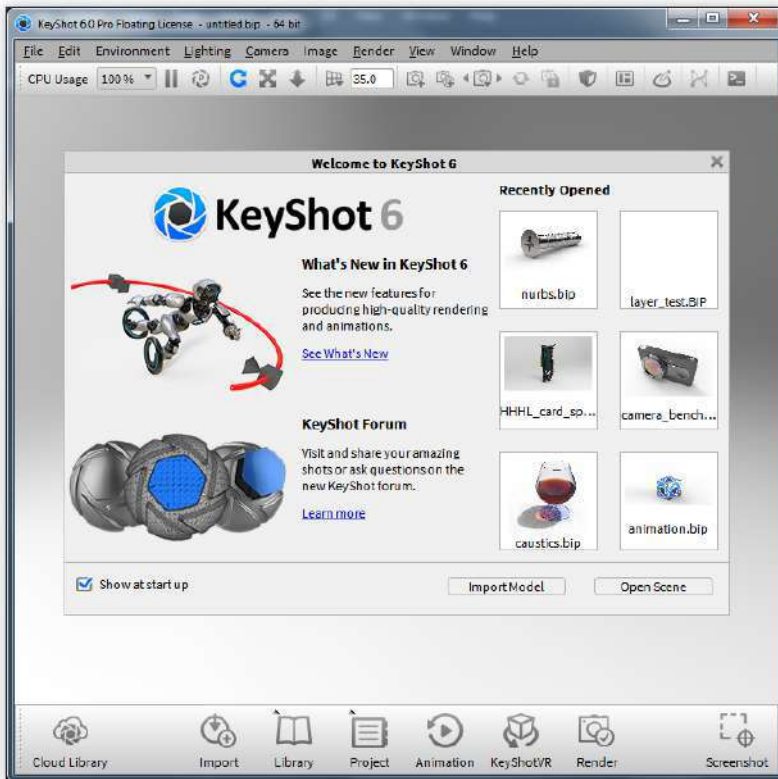 KeyShot 6.0 Pro Floating License - untitled.bip - 64 bit
File Edit Environment Lighting Camera Image Render View Window Help
CPU Usage 100 % 35.0
Welcome to KeyShot 6
KeyShot 6
What's New in KeyShot 6
See the new features for
producing high-quality rendering
and animations.
See What's New
KeyShot Forum
Visit and share your amazing
shots or ask questions on the
new KeyShot forum.
Learn more
Recently Opened
nurbs.bip
layer_test.BIP
HHHL_card_sp...
camera_bench...
caustics.bip
animation.bip
Show at start up
Import Model
Open Scene
Cloud Library Import Library Project Animation KeyShotVR Render Screenshot